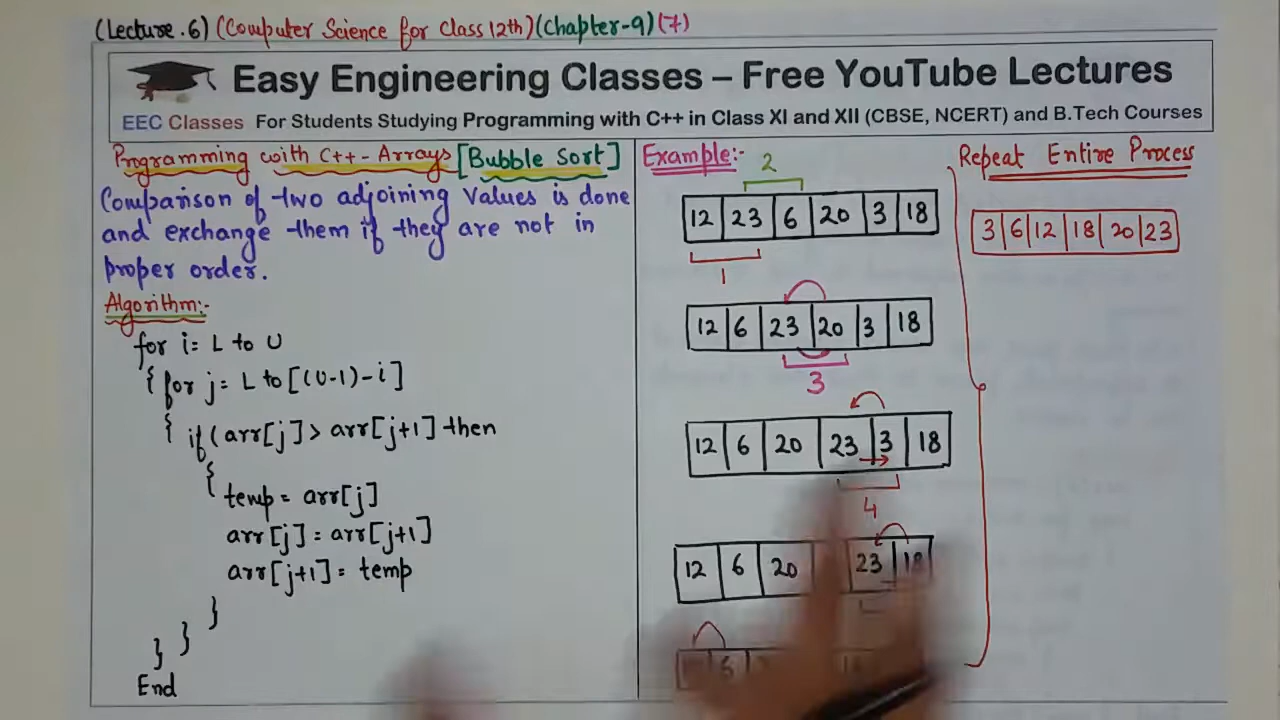 (Lecture.6) (Computer Science for Class 12th) (Chapter-9) (7)
Easy Engineering Classes – Free YouTube Lectures
EEC Classes For Students Studying Programming with C++ in Class XI and XII (CBSE, NCERT) and B.Tech Courses
Programming with C++ - Arrays [Bubble Sort]
Comparison of two adjoining values is done
and exchange them if they are not in
proper order.
Algorithm:-
for i= L to U
{ for j= L to [(U-1)-i]
{ if (arr[j] > arr[j+1] then
{
temp = arr[j]
arr[j] = arr[j+1]
arr[j+1] = temp
}
}
}
End
Example:-
2
12 23 6 20 3 18
1
12 6 23 20 3 18
3
12 6 20 23 3 18
4
12 6 20 23 18
6
Repeat Entire Process
3 6 12 18 20 23